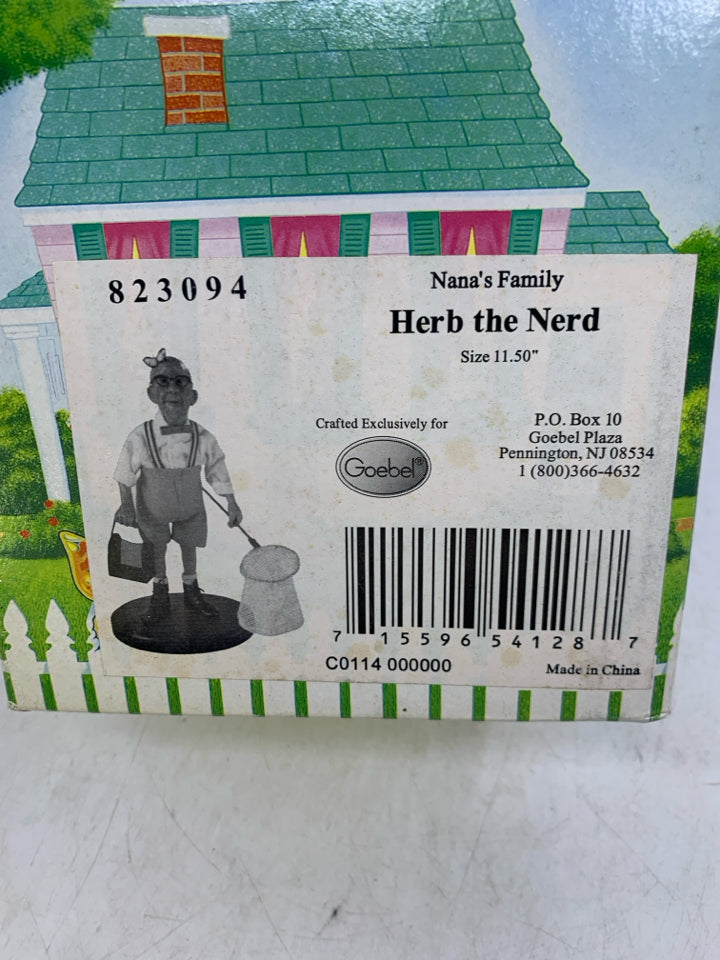 823094
Nana's Family
Herb the Nerd
Size 11.50"
Crafted Exclusively for
Goebel®
P.O. Box 10
Goebel Plaza
Pennington, NJ 08534
1 (800)366-4632
7 15596 54128 7
C0114 000000
Made in China